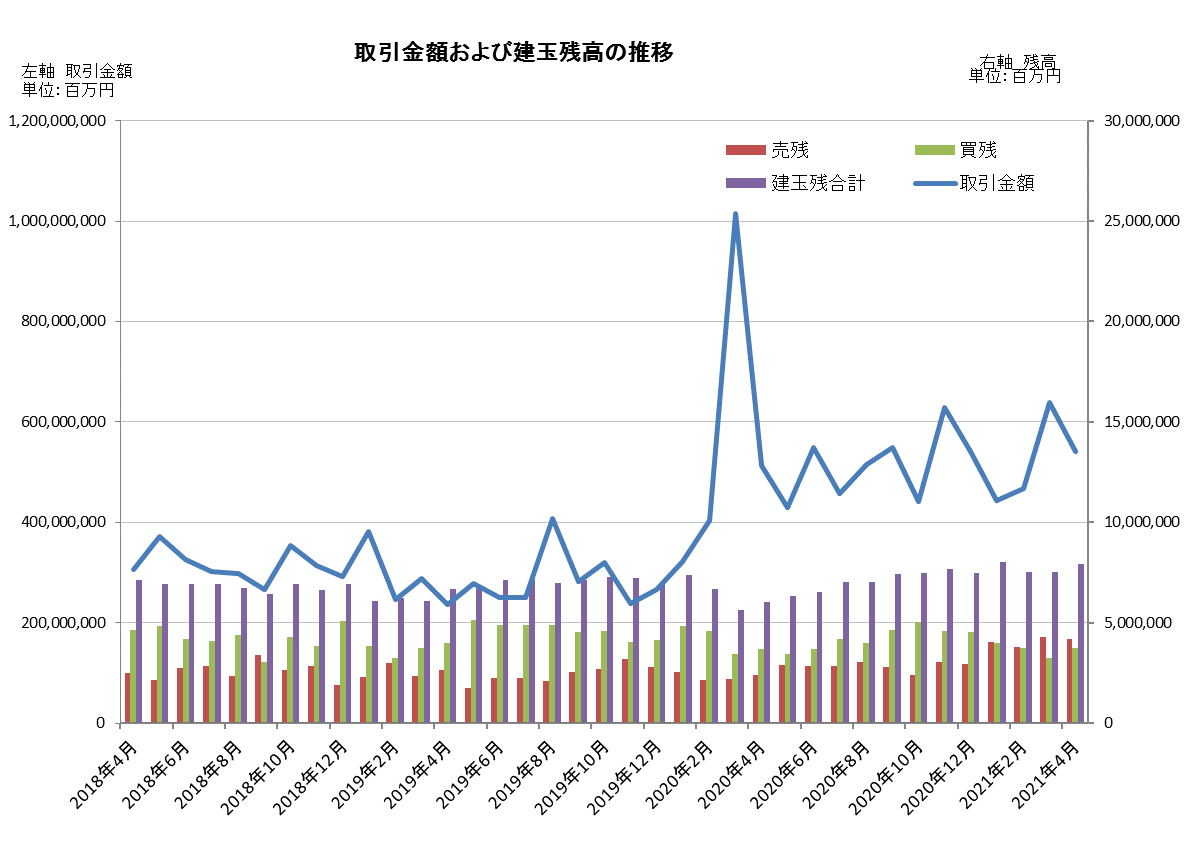 取引金額および建玉残高の推移
左軸 取引金額
単位: 百万円
右軸 残高
単位: 百万円
1,200,000,000
1,000,000,000
800,000,000
600,000,000
400,000,000
200,000,000
0
30,000,000
25,000,000
20,000,000
15,000,000
10,000,000
5,000,000
0
売残
買残
建玉残合計
取引金額
2018年4月
2018年6月
2018年8月
2018年10月
2018年12月
2019年2月
2019年4月
2019年6月
2019年8月
2019年10月
2019年12月
2020年2月
2020年4月
2020年6月
2020年8月
2020年10月
2020年12月
2021年2月
2021年4月